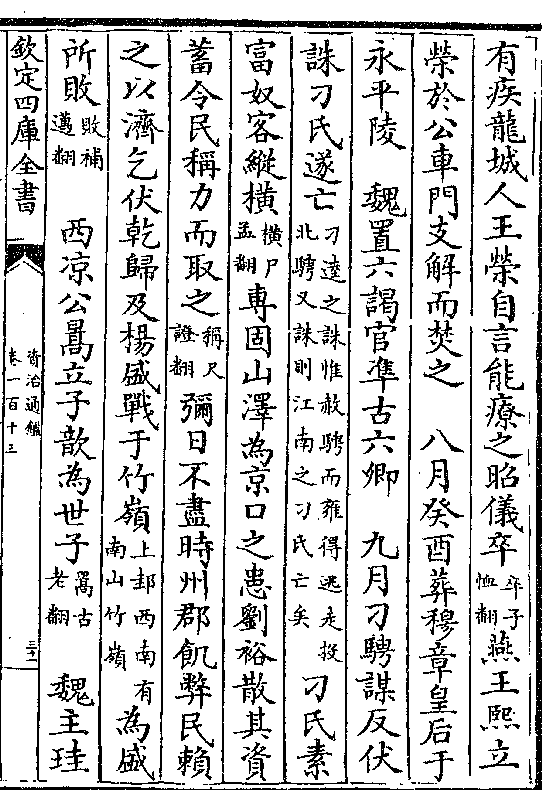 有疾龍城人王榮自言能療之昭儀卒卒子恤翻燕王熙立
榮於公車門支解而焚之　八月癸酉葬穆章皇后于
永平陵　魏置六謁官準古六卿　九月刁騁謀反伏
誅刁氏遂亡刁逵之誅惟赦騁而雍得逃走投北騁又誅則江南之刁氏亡矣刁氏素
富奴客縱橫橫戶孟翻專固山澤為京口之患劉裕散其資
蓄令民稱力而取之稱尺證翻彌日不盡時州郡飢弊民賴
之以濟乞伏乾歸及楊盛戰于竹嶺上邽西南有南山竹嶺為盛
所敗敗補邁翻　西涼公暠立子歆為世子暠古老翻　魏主珪
欽定四庫全書
資治通鑑
卷一百十三
三十二